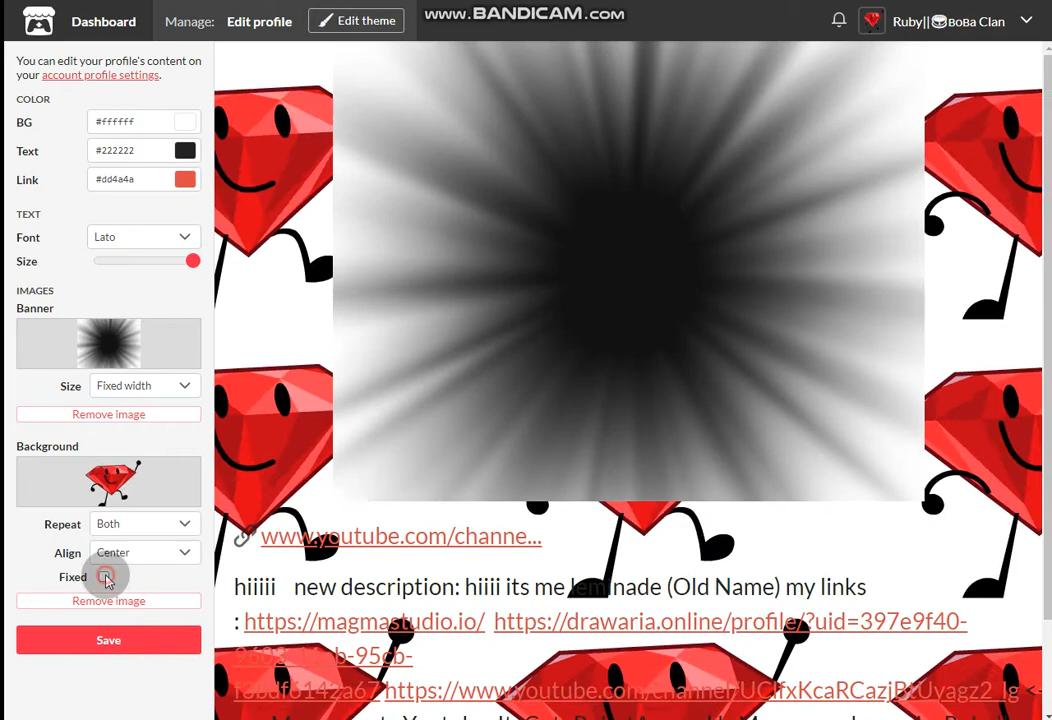 Dashboard Manage: Edit profile Edit theme www.BANDICAM.com Ruby||BoBa Clan
You can edit your profile's content on
your account profile settings.
COLOR
BG #ffffff
Text #222222
Link #dd4a4a
TEXT
Font Lato
Size
IMAGES
Banner
Size Fixed width
Remove image
Background
Repeat Both
Align Center
Fixed
Remove image
Save
www.youtube.com/channe...
hiiiii new description: hiiii its me leminade (Old Name) my links
: https://magmastudio.io/ https://drawaria.online/profile/?uid=397e9f40-